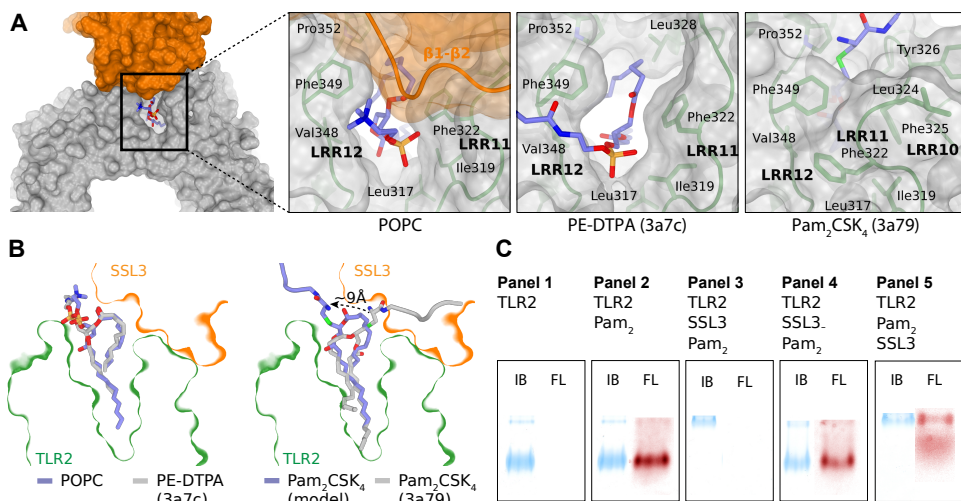 A
Pro352
β1-β2
Phe349
Val348
Phe322
LRR12
LRR11
Ile319
Leu317
POPC
Pro352
Leu328
Phe349
Phe322
Val348
LRR12
LRR11
Ile319
Leu317
PE-DTPA (3a7c)
Pro352
Tyr326
Phe349
Leu324
Val348
LRR11
Phe325
Phe322
LRR10
LRR12
Ile319
Leu317
Pam2CSK4 (3a79)
B
SSL3
TLR2
POPC
PE-DTPA
(3a7c)
SSL3
~9Å
Pam2CSK4
(model)
Pam2CSK4
(3a79)
C
Panel 1
TLR2
IB FL
Panel 2
TLR2
Pam2
IB FL
Panel 3
TLR2
SSL3
Pam2
IB FL
Panel 4
TLR2
SSL3-
Pam2
IB FL
Panel 5
TLR2
Pam2
SSL3
IB FL